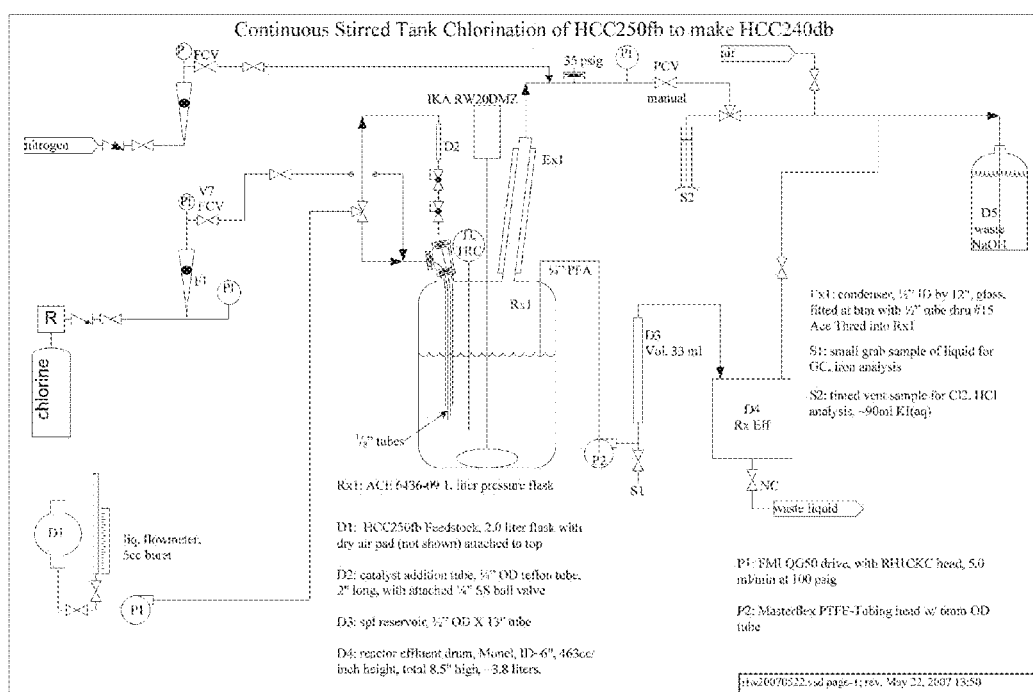 Continuous Stirred Tank Chlorination of HCC250fb to make HCC240db
FCV
35 psig
PI
PCV
manual
air
nitrogen
IKA RW20DMZ
D2
Ex1
S2
D5
waste
NaOH
PI
V7
FCV
F1
PI
TRC
¼" PFA
Rx1
R
chlorine
D3
Vol. 33 ml
Ex1: condenser, ½" ID by 12", glass,
fitted at btm with ½" tube thru #15
Ace Thred into Rx1
S1: small grab sample of liquid for
GC, iron analysis
S2: timed vent sample for Cl2, HCl
analysis, ~90ml KI(aq)
D4
Rx Eff
⅛" tubes
P2
S1
NC
waste liquid
Rx1: ACE 6436-09 1. liter pressure flask
D1
liq. flowmeter,
5cc buret
P1
D1: HCC250fb Feedstock, 2.0 liter flask with
dry air pad (not shown) attached to top
D2: catalyst addition tube, ¼" OD teflon tube,
2" long, with attached ¼" SS ball valve
D3: spl reservoir, ½" OD X 13" tube
D4: reactor effluent drum, Monel, ID-6", 463cc/
inch height, total 8.5" high, ~3.8 liters.
P1: FMI QG50 drive, with RH1CKC head, 5.0
ml/min at 100 psig
P2: Masterflex PTFE-Tubing head w/ 6mm OD
tube
page-1; rev. May 22, 2007 13:50